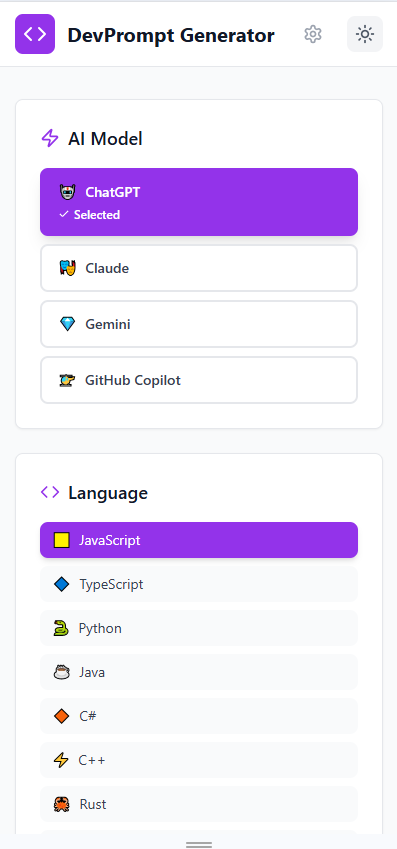 DevPrompt Generator
AI Model
ChatGPT
Selected
Claude
Gemini
GitHub Copilot
Language
JavaScript
TypeScript
Python
Java
C#
C++
Rust